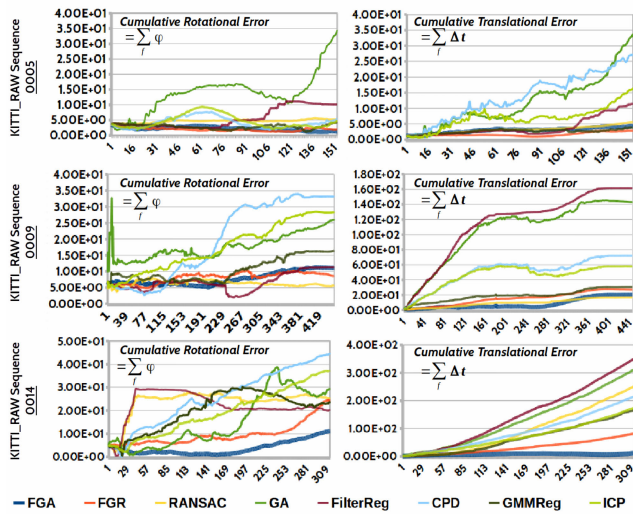 KITTI_RAW Sequence
0005
Cumulative Rotational Error
=∑φ
f
4.00E+01
3.50E+01
3.00E+01
2.50E+01
2.00E+01
1.50E+01
1.00E+01
5.00E+00
0.00E+00
1 16 31 46 61 76 91 106 121 136 151
Cumulative Translational Error
=∑Δt
f
4.00E+01
3.50E+01
3.00E+01
2.50E+01
2.00E+01
1.50E+01
1.00E+01
5.00E+00
0.00E+00
1 16 31 46 61 76 91 106 121 136 151
KITTI_RAW Sequence
0009
Cumulative Rotational Error
=∑φ
f
4.00E+01
3.50E+01
3.00E+01
2.50E+01
2.00E+01
1.50E+01
1.00E+01
5.00E+00
0.00E+00
1 39 77 115 153 191 229 267 305 343 381 419
Cumulative Translational Error
=∑Δt
f
1.80E+02
1.60E+02
1.40E+02
1.20E+02
1.00E+02
8.00E+01
6.00E+01
4.00E+01
2.00E+01
0.00E+00
1 41 81 121 161 201 241 281 321 361 401 441
KITTI_RAW Sequence
0014
Cumulative Rotational Error
=∑φ
f
5.00E+01
4.00E+01
3.00E+01
2.00E+01
1.00E+01
0.00E+00
1 29 57 85 113 141 169 197 225 253 281 309
Cumulative Translational Error
=∑Δt
f
4.00E+02
3.50E+02
3.00E+02
2.50E+02
2.00E+02
1.50E+02
1.00E+02
5.00E+01
0.00E+00
1 29 57 85 113 141 169 197 225 253 281 309
FGA FGR RANSAC GA FilterReg CPD GMMReg ICP